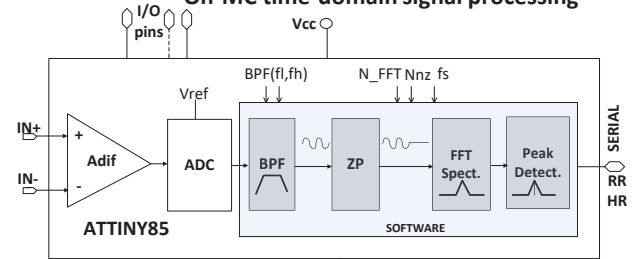 On-MC time-domain signal processing
I/O
pins
Vcc
BPF(fl,fh)
N_FFT Nnz fs
Vref
IN+
+
Adif
IN-
-
ADC
BPF
ZP
FFT
Spect.
Peak
Detect.
SERIAL
RR
HR
ATTINY85
SOFTWARE